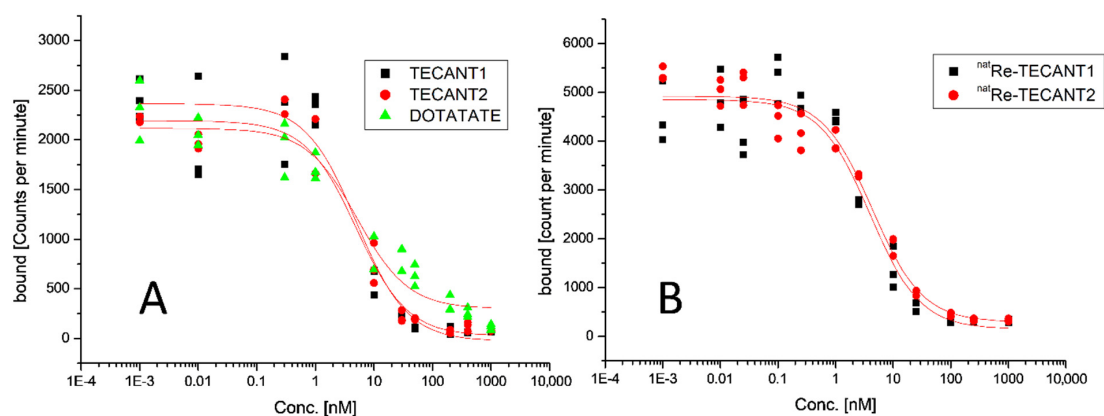 3000
2500
2000
1500
1000
500
0
bound [Counts per minute]
TECANT1
TECANT2
DOTATATE
A
1E-4 1E-3 0.01 0.1 1 10 100 1000 10,000
Conc. [nM]
6000
5000
4000
3000
2000
1000
0
bound [count per minute]
natRe-TECANT1
natRe-TECANT2
B
1E-4 1E-3 0.01 0.1 1 10 100 1000 10,000
Conc. [nM]